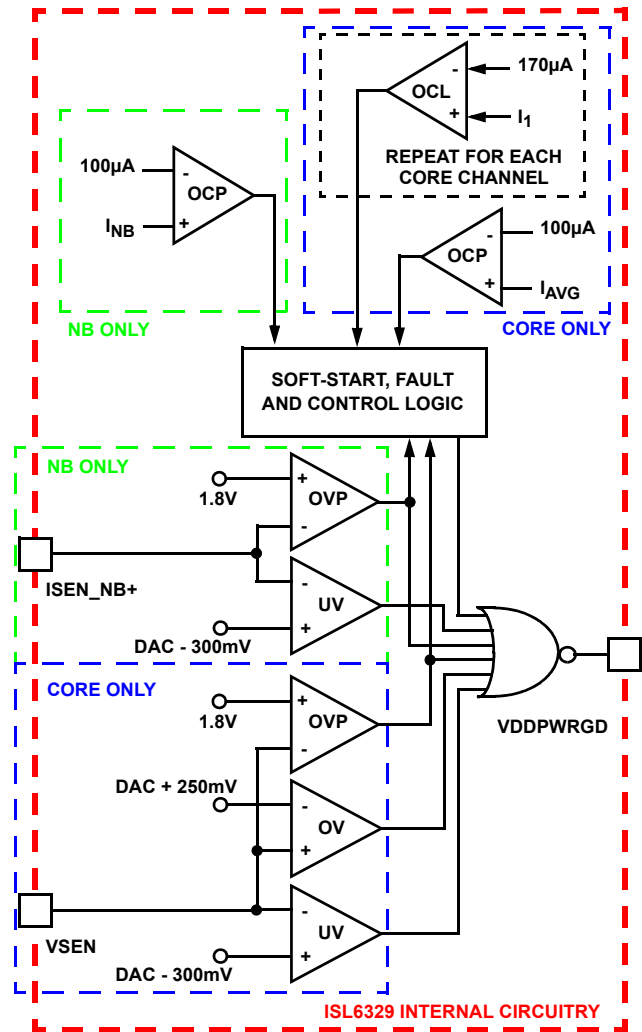 -
170µA
OCL
+
I1
REPEAT FOR EACH
CORE CHANNEL
100µA
-
OCP
INB
+
-
100µA
OCP
+
IAVG
NB ONLY
CORE ONLY
SOFT-START, FAULT
AND CONTROL LOGIC
NB ONLY
+
1.8V
OVP
-
ISEN_NB+
-
UV
+
DAC - 300mV
CORE ONLY
+
1.8V
OVP
-
VDDPWRGD
DAC + 250mV
-
OV
+
-
VSEN
UV
+
DAC - 300mV
ISL6329 INTERNAL CIRCUITRY